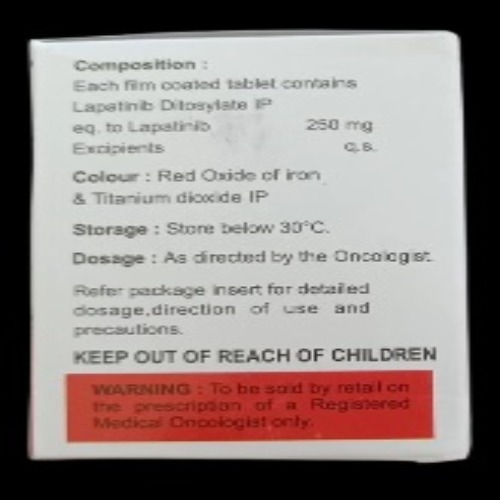 Composition :
Each film coated tablet contains
Lapatinib Ditosylate IP
eq. to Lapatinib 250 mg
Excipients q.s.
Colour : Red Oxide of iron
& Titanium dioxide IP
Storage : Store below 30°C.
Dosage : As directed by the Oncologist.
Refer package insert for detailed
dosage,direction of use and
precautions.
KEEP OUT OF REACH OF CHILDREN
WARNING : To be sold by retail on
the prescription of a Registered
Medical Oncologist only.